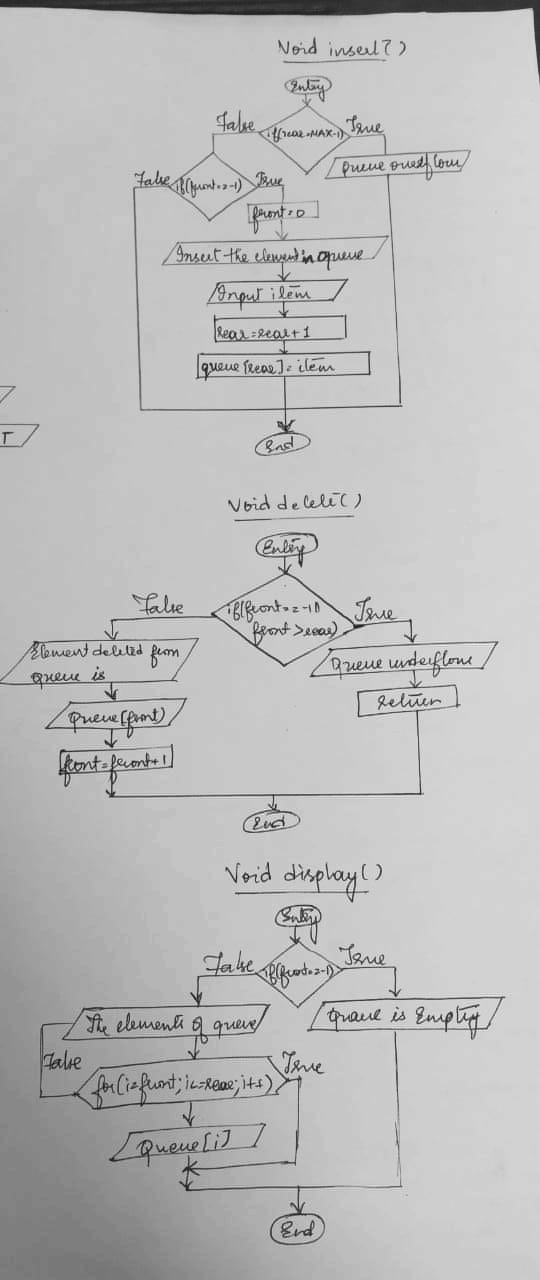 Void insert()
Entry
False
if(rear=MAX-1)
True
Queue overflow
False
if(front==-1)
True
front=0
Insert the element in queue
Input item
rear=rear+1
queue[rear]=item
End
T
Void delete()
Entry
False
if(front==-1||
front>rear)
True
Element deleted from
queue is
Queue underflow
Queue(front)
Return
front=front+1
End
Void display()
Entry
False
if(front==-1)
True
The elements of queue
Queue is Empty
False
for(i=front;i<=rear;i++)
True
Queue[i]
End